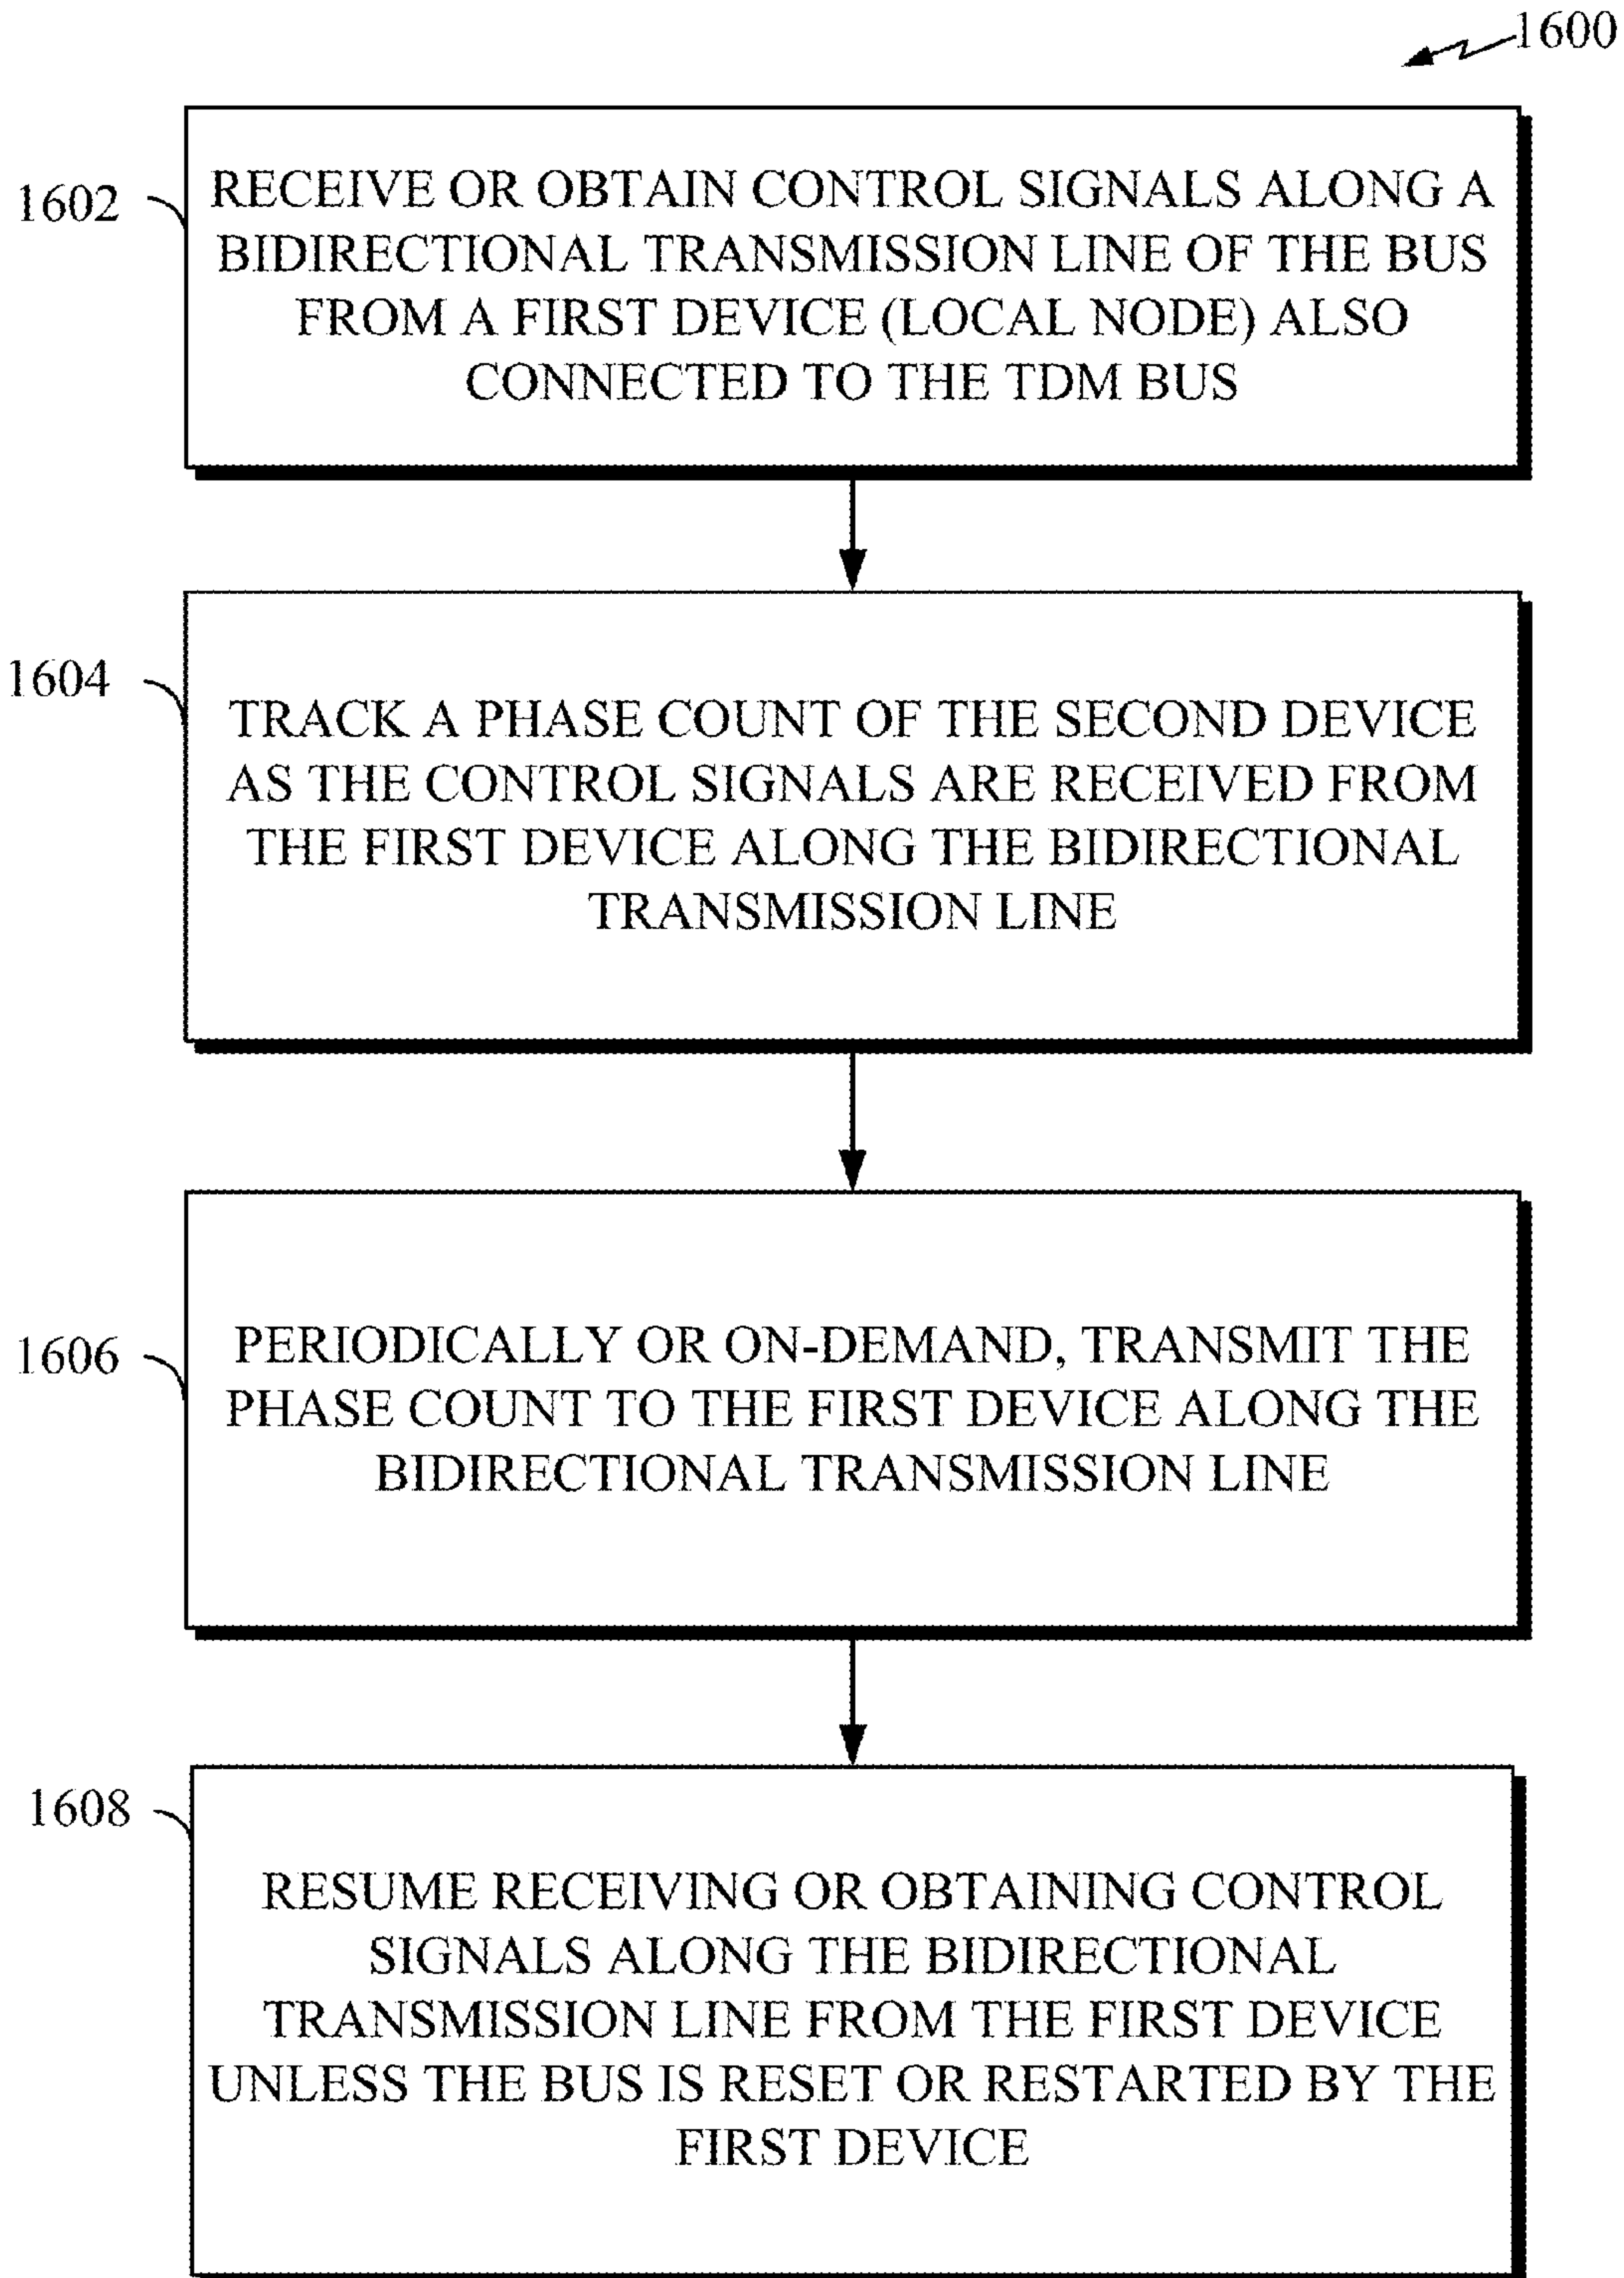 1600
1602
RECEIVE OR OBTAIN CONTROL SIGNALS ALONG A
BIDIRECTIONAL TRANSMISSION LINE OF THE BUS
FROM A FIRST DEVICE (LOCAL NODE) ALSO
CONNECTED TO THE TDM BUS
1604
TRACK A PHASE COUNT OF THE SECOND DEVICE
AS THE CONTROL SIGNALS ARE RECEIVED FROM
THE FIRST DEVICE ALONG THE BIDIRECTIONAL
TRANSMISSION LINE
1606
PERIODICALLY OR ON-DEMAND, TRANSMIT THE
PHASE COUNT TO THE FIRST DEVICE ALONG THE
BIDIRECTIONAL TRANSMISSION LINE
1608
RESUME RECEIVING OR OBTAINING CONTROL
SIGNALS ALONG THE BIDIRECTIONAL
TRANSMISSION LINE FROM THE FIRST DEVICE
UNLESS THE BUS IS RESET OR RESTARTED BY THE
FIRST DEVICE